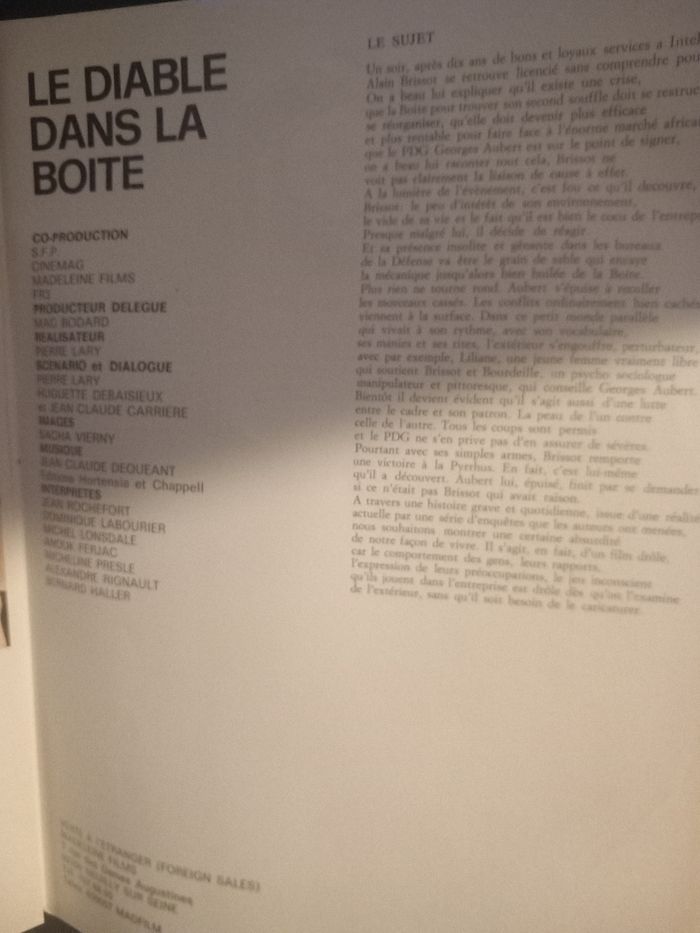 LE DIABLE
DANS LA
BOITE
CO-PRODUCTION
S.F.P.
CINEMAG
MADELEINE FILMS
FR3
PRODUCTEUR DELEGUE
MAG BODARD
REALISATEUR
PIERRE LARY
SCENARIO et DIALOGUE
PIERRE LARY
HUGUETTE DEBAISIEUX
et JEAN CLAUDE CARRIERE
IMAGES
SACHA VIERNY
MUSIQUE
JEAN CLAUDE DEQUEANT
Editions Hortensia et Chappell
INTERPRETES
JEAN ROCHEFORT
DOMINIQUE LABOURIER
MICHEL LONSDALE
ANOUK FERJAC
MICHELINE PRESLE
ALEXANDRE RIGNAULT
BERNARD HALLER
VENTE A L'ETRANGER (FOREIGN SALES)
MADELEINE FILMS
rue des Dames Augustines
NEUILLY SUR SEINE
MADFILM
LE SUJET
Un soir, après dix ans de bons et loyaux services a
Alain Brissot se retrouve licencié sans comprendre
On a beau lui expliquer qu'il existe une crise,
que la Boite pour trouver son second souffle doit se
se réorganiser, qu'elle doit devenir plus efficace
et plus rentable pour faire face à l'énorme marché
que le PDG Georges Aubert est sur le point de signer,
on a beau lui raconter tout cela, Brissot ne
voit pas clairement la liaison de cause à effet.
A la lumière de l'évènement, c'est fou ce qu'il decouvre,
Brissot: le peu d'intérêt de son environnement,
le vide de sa vie et le fait qu'il est bien le cocu de
Presque malgré lui, il décide de réagir.
Et sa présence insolite et gênante dans les bureaux
de la Défense va être le grain de sable qui enraye
la mécanique jusqu'alors bien huilée de la Boite.
Plus rien ne tourne rond. Aubert s'épuise à recoller
les morceaux cassés. Les conflits ordinairement bien cachés
viennent à la surface. Dans ce petit monde parallèle
qui vivait à son rythme, avec son vocabulaire,
ses manies et ses rites, l'extérieur s'engouffre, perturbateur,
avec par exemple, Liliane, une jeune femme vraiment libre
qui soutient Brissot et Bourdeille, un psycho sociologue
manipulateur et pittoresque, qui conseille Georges Aubert.
Bientôt il devient évident qu'il s'agit aussi d'une lutte
entre le cadre et son patron. La peau de l'un contre
celle de l'autre. Tous les coups sont permis
et le PDG ne s'en prive pas d'en assurer de sévères.
Pourtant avec ses simples armes, Brissot remporte
une victoire à la Pyrrhus. En fait, c'est lui-même
qu'il a découvert. Aubert lui, épuisé, finit par se demander
si ce n'était pas Brissot qui avait raison.
A travers une histoire grave et quotidienne, issue d'une réalité
actuelle par une série d'enquêtes que les auteurs ont menées,
nous souhaitons montrer une certaine absurdité
de notre façon de vivre. Il s'agit, en fait, d'un film drôle,
car le comportement des gens, leurs rapports,
l'expression de leurs préoccupations, le jeu inconscient
qu'ils jouent dans l'entreprise est drôle dès qu'on l'examine
de l'extérieur, sans qu'il soit besoin de le caricaturer.